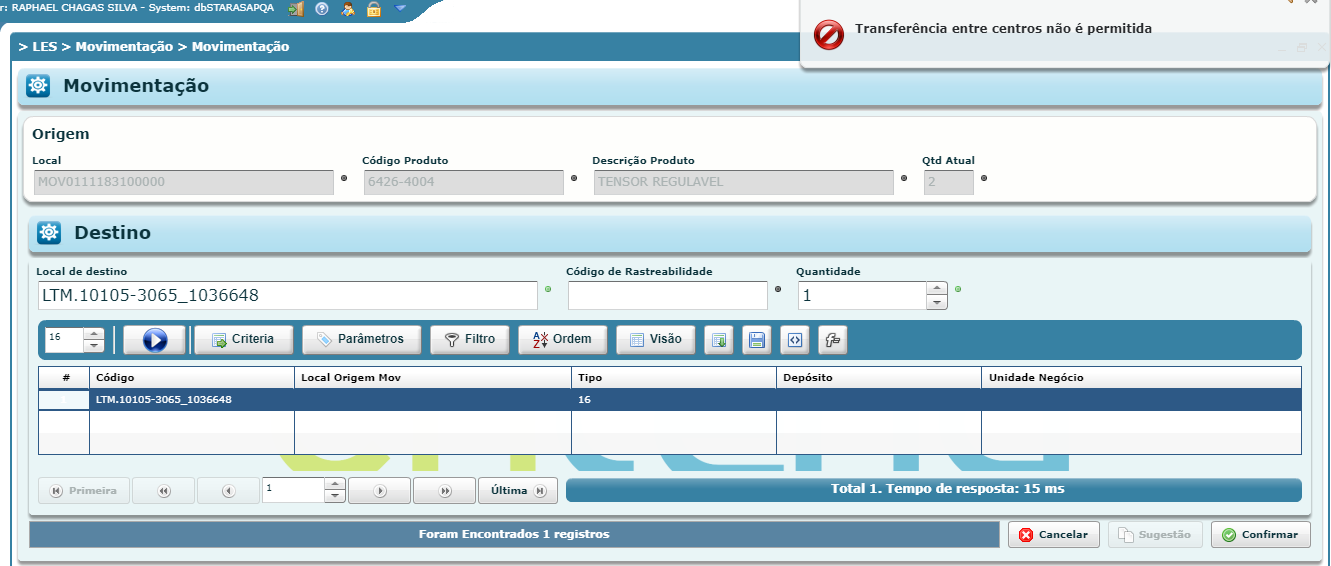 r: RAPHAEL CHAGAS SILVA - System: dbSTARASAPQA
Transferência entre centros não é permitida
> LES > Movimentação > Movimentação
Movimentação
Origem
Local Código Produto Descrição Produto Qtd Atual
MOV0111183100000 6426-4004 TENSOR REGULAVEL 2
Destino
Local de destino Código de Rastreabilidade Quantidade
LTM.10105-3065_1036648 1
16 Criteria Parâmetros Filtro Ordem Visão
# Código Local Origem Mov Tipo Depósito Unidade Negócio
LTM.10105-3065_1036648 16
Primeira 1 Última Total 1. Tempo de resposta: 15 ms
Foram Encontrados 1 registros Cancelar Sugestão Confirmar